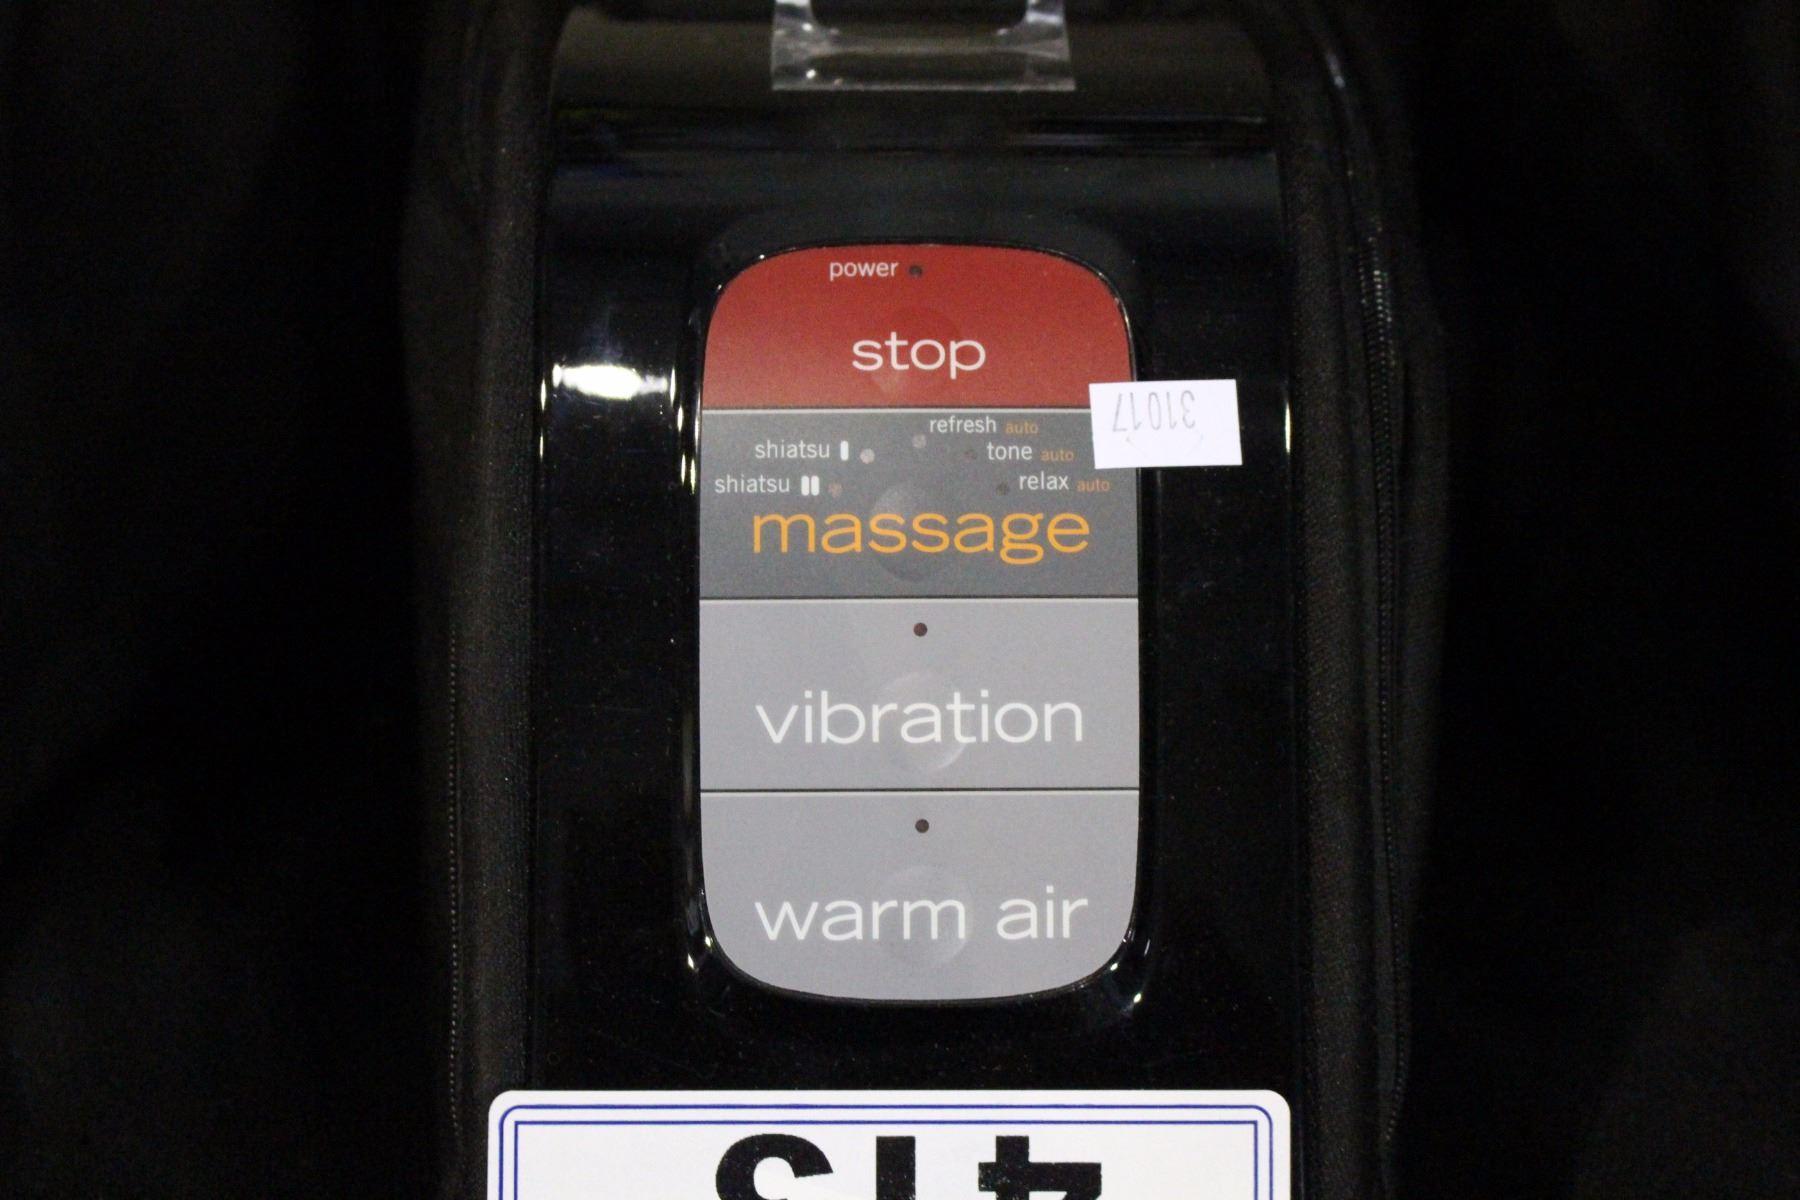 power
stop
refresh auto
shiatsu I tone auto
shiatsu II relax auto
massage
31017
vibration
warm air